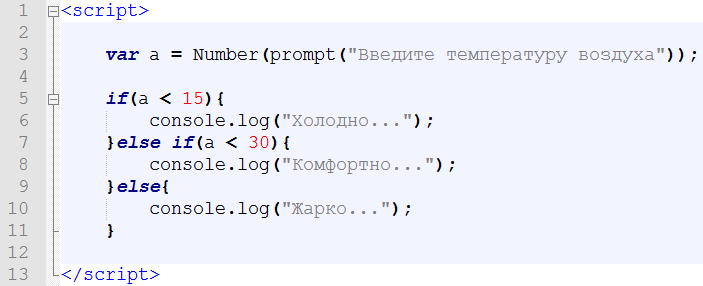 1 <script>
2
3 var a = Number(prompt("Введите температуру воздуха"));
4
5 if(a < 15){
6 console.log("Холодно...");
7 }else if(a < 30){
8 console.log("Комфортно...");
9 }else{
10 console.log("Жарко...");
11 }
12
13 </script>